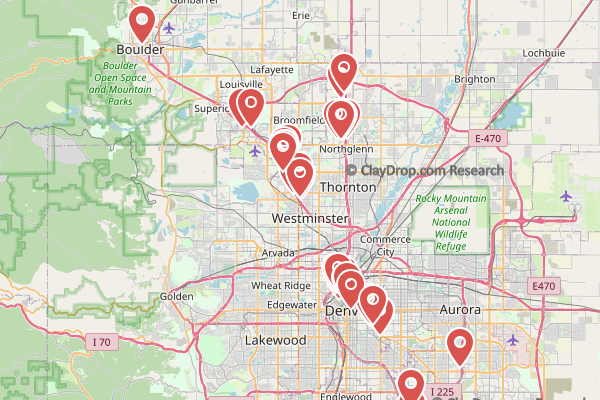 Gunbarrel
Erie
Lochbuie
Boulder
Lafayette
Boulder
Open Space
and Mountain
Parks
Louisville
Brighton
Superio
Broomfield
E-470
Northglenn
© ClayDrop.com Research
Thornton
Rocky Mountain
Arsenal
National
Wildlife
Refuge
Westminster
Commerce
City
Arvada
Wheat Ridge
E470
Golden
Edgewater
Denv
Aurora
I 70
Lakewood
I 225
Englewood